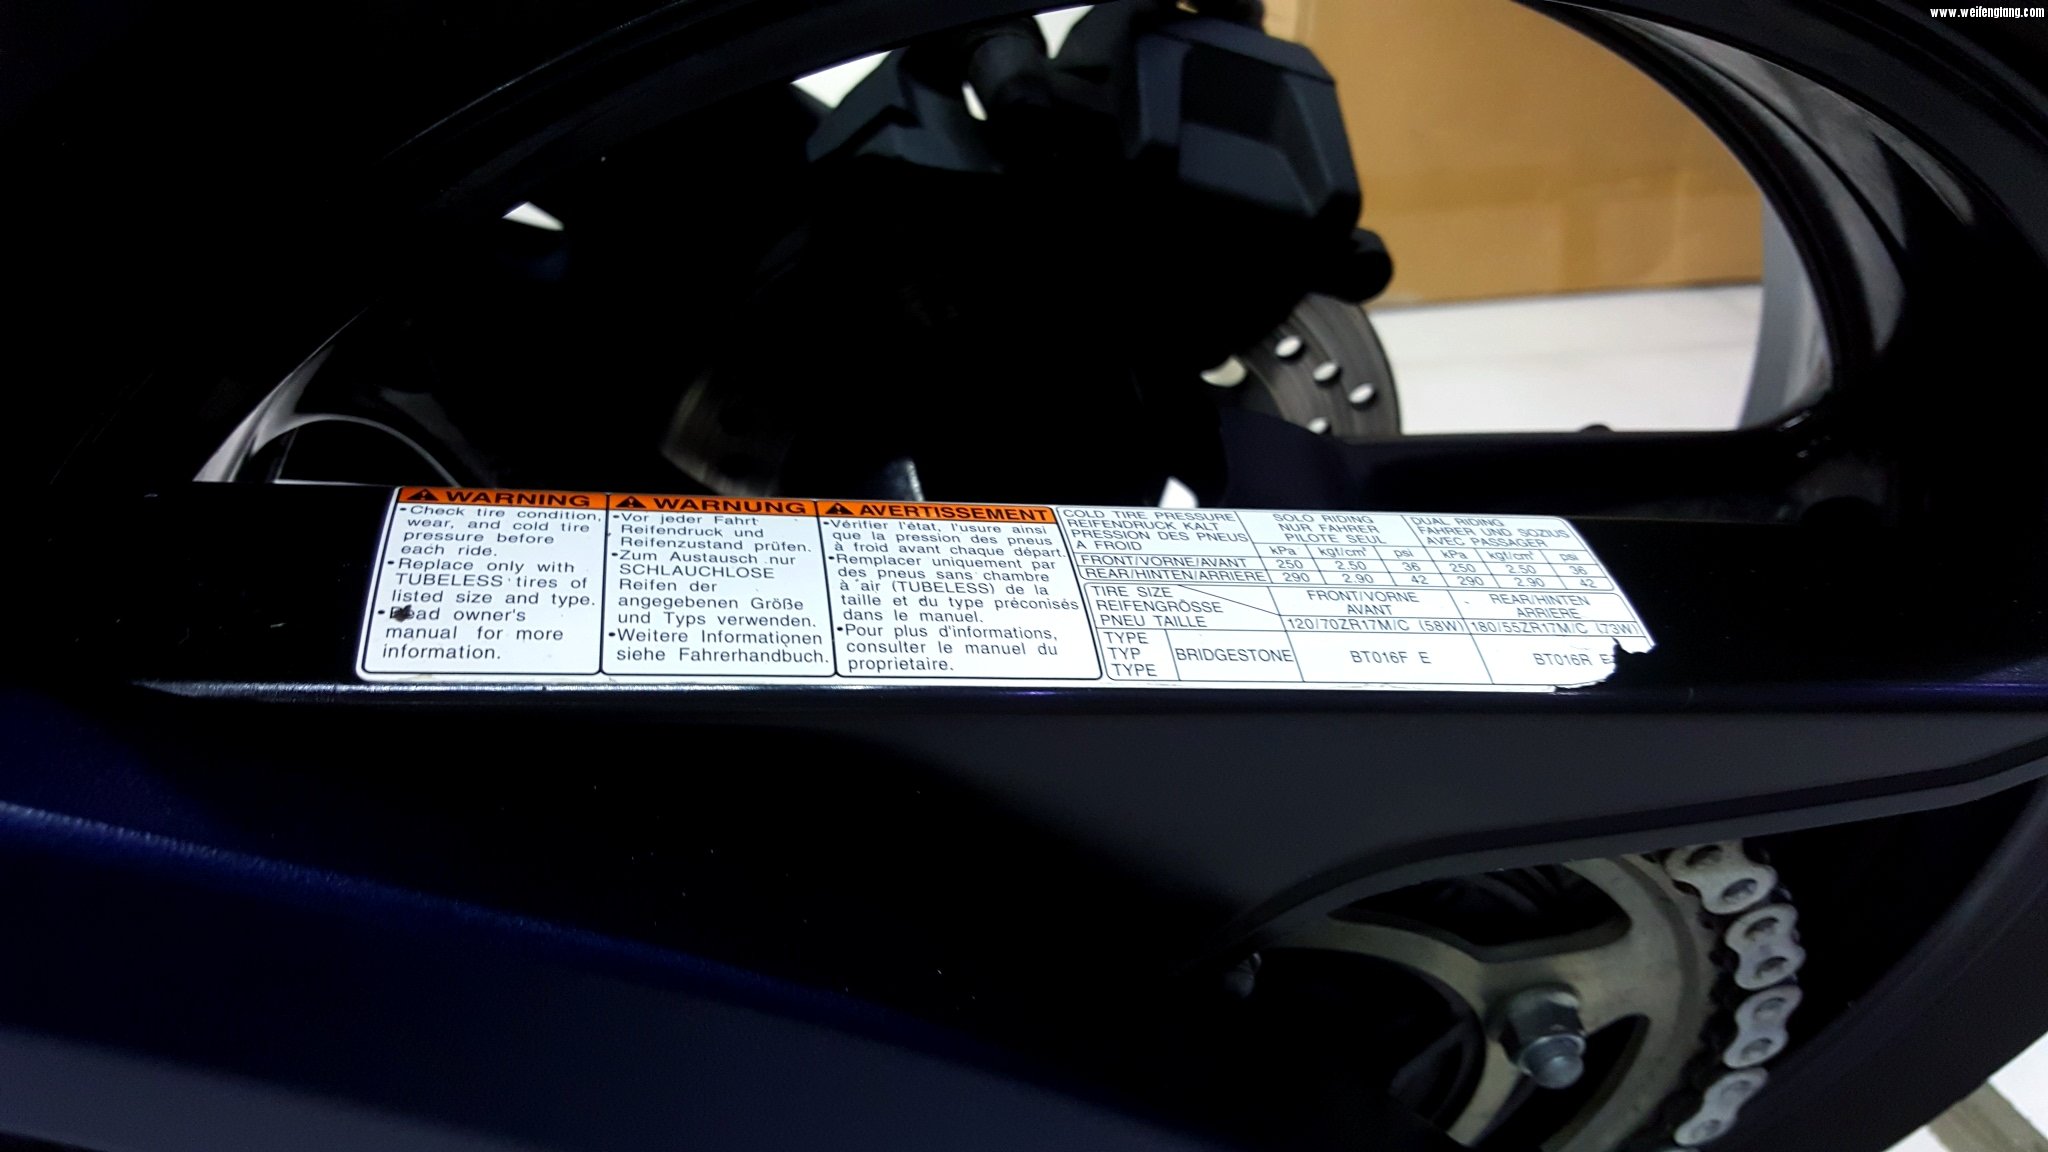 www.weifengtang.com
WARNING
•Check tire condition,
wear, and cold tire
pressure before
each ride.
•Replace only with
TUBELESS tires of
listed size and type.
•Read owner's
manual for more
information.
WARNUNG
•Vor jeder Fahrt
Reifendruck und
Reifenzustand prüfen.
•Zum Austausch nur
SCHLAUCHLOSE
Reifen der
angegebenen Größe
und Typs verwenden.
•Weitere Informationen
siehe Fahrerhandbuch.
AVERTISSEMENT
•Vérifier l'état, l'usure ainsi
que la pression des pneus
à froid avant chaque départ.
•Remplacer uniquement par
des pneus sans chambre
à air (TUBELESS) de la
taille et du type préconisés
dans le manuel.
•Pour plus d'informations,
consulter le manuel du
proprietaire.
COLD TIRE PRESSURE
REIFENDRUCK KALT
PRESSION DES PNEUS
A FROID
SOLO RIDING
NUR FAHRER
PILOTE SEUL
DUAL RIDING
FAHRER UND SOZIUS
AVEC PASSAGER
kPa kgf/cm² psi kPa kgf/cm² psi
FRONT/VORNE/AVANT 250 2.50 36 250 2.50 36
REAR/HINTEN/ARRIERE 290 2.90 42 290 2.90 42
TIRE SIZE
REIFENGRÖSSE
PNEU TAILLE
FRONT/VORNE
AVANT
REAR/HINTEN
ARRIERE
120/70ZR17M/C (58W) 180/55ZR17M/C (73W)
TYPE
TYP
TYPE
BRIDGESTONE BT016F E BT016R E